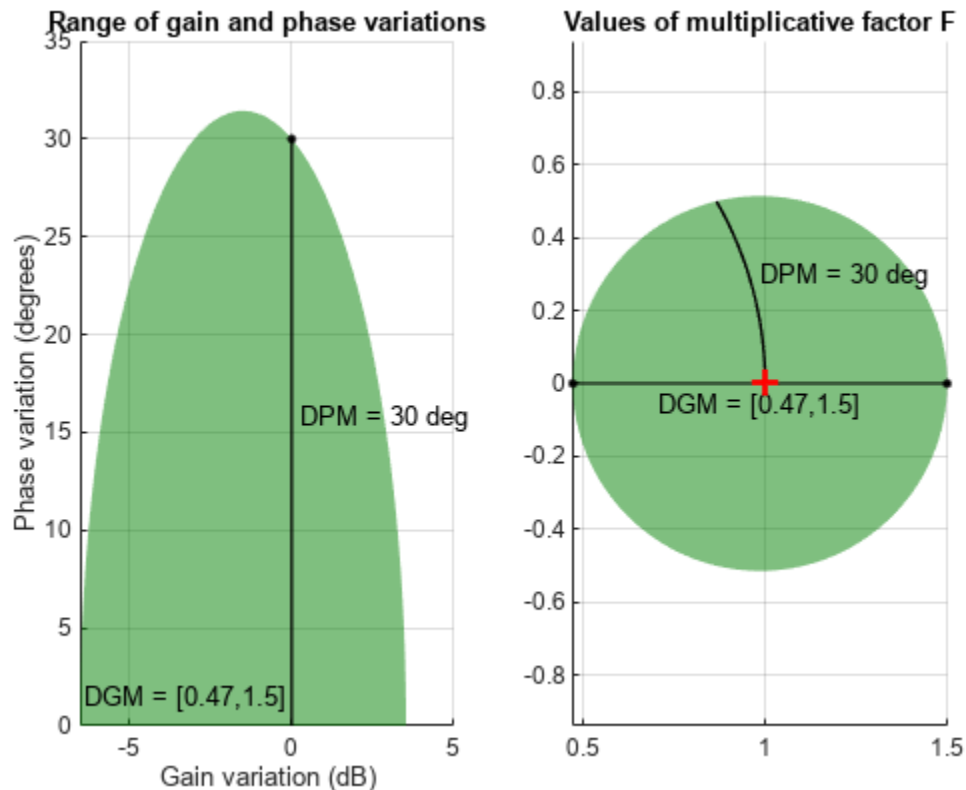 Range of gain and phase variations
35
30
25
20
15
10
5
0
Phase variation (degrees)
DPM = 30 deg
DGM = [0.47,1.5]
-5
0
5
Gain variation (dB)
Values of multiplicative factor F
0.8
0.6
0.4
0.2
0
-0.2
-0.4
-0.6
-0.8
DPM = 30 deg
DGM = [0.47,1.5]
0.5
1
1.5